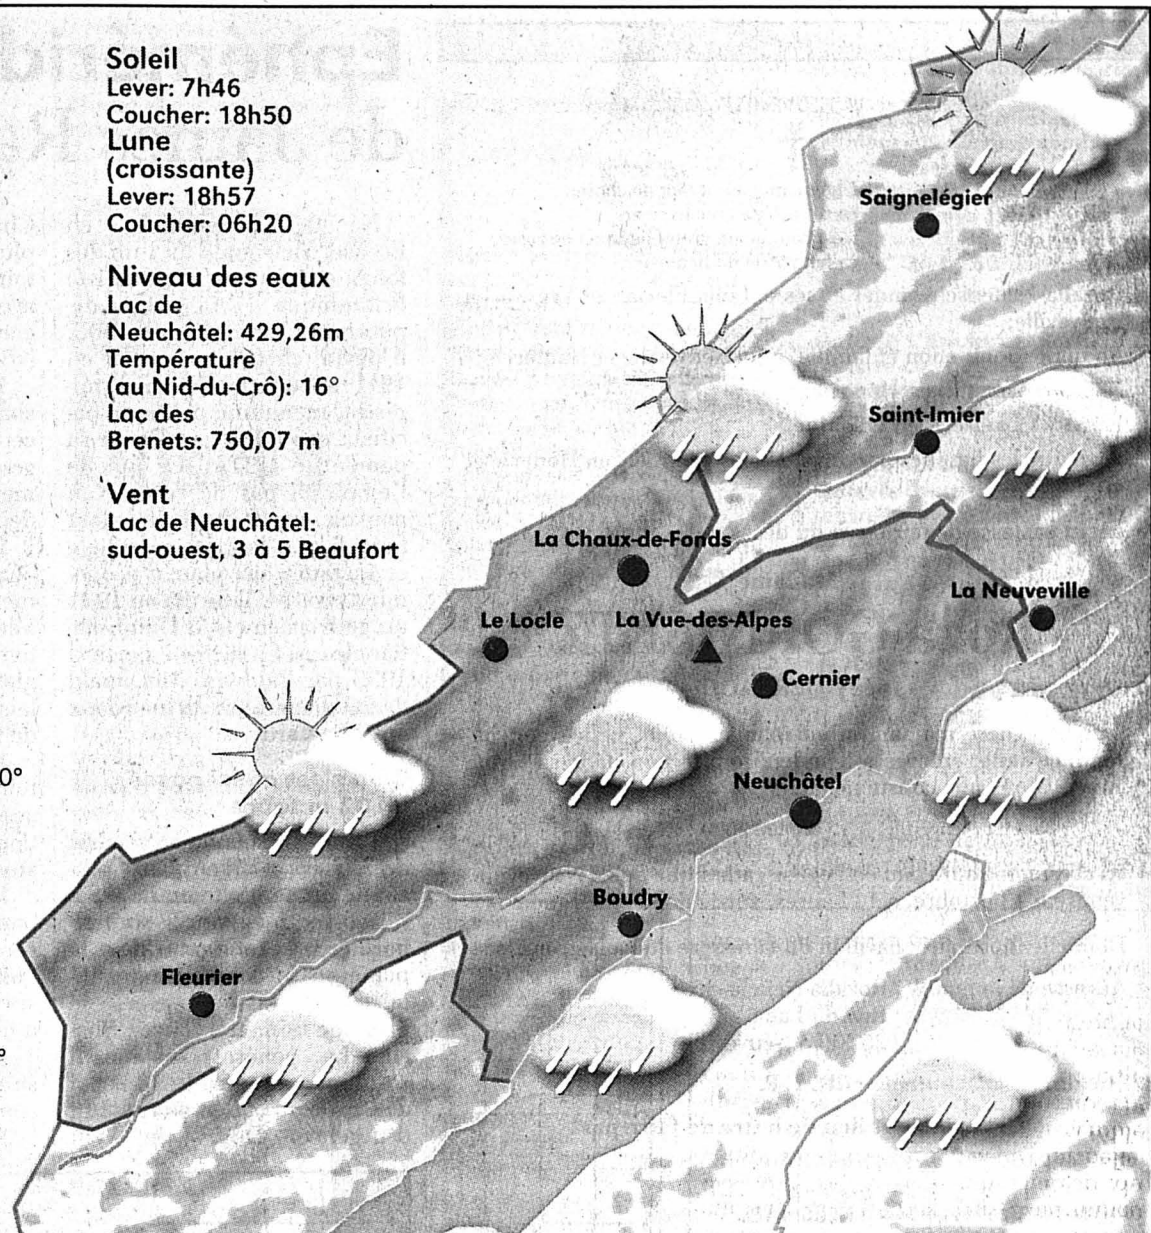 Soleil
Lever: 7h46
Coucher: 18h50
Lune
(croissante)
Lever: 18h57
Coucher: 06h20
Niveau des eaux
Lac de
Neuchâtel: 429,26m
Température
(au Nid-du-Crô): 16°
Lac des
Brenets: 750,07 m
Vent
Lac de Neuchâtel:
sud-ouest, 3 à 5 Beaufort
Saignelégier
Saint-Imier
La Chaux-de-Fonds
La Neuveville
Le Locle
La Vue-des-Alpes
Cernier
0°
Neuchâtel
Boudry
Fleurier